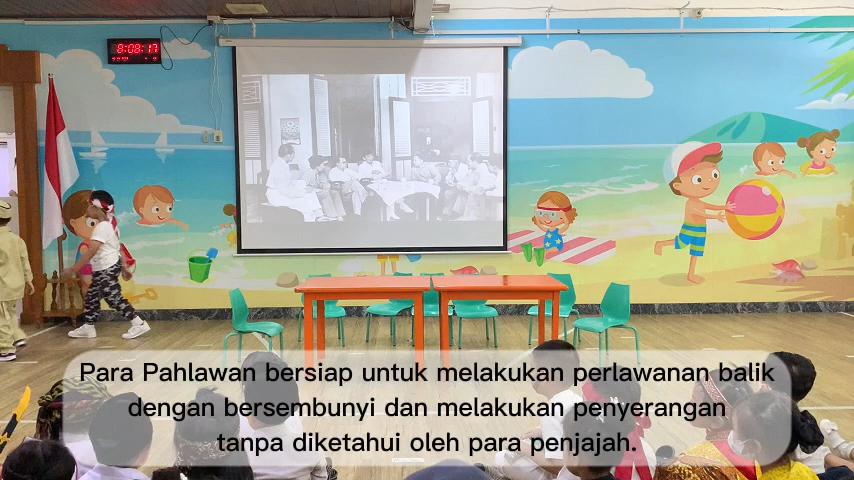 8:08:17
Para Pahlawan bersiap untuk melakukan perlawanan balik
dengan bersembunyi dan melakukan penyerangan
tanpa diketahui oleh para penjajah.